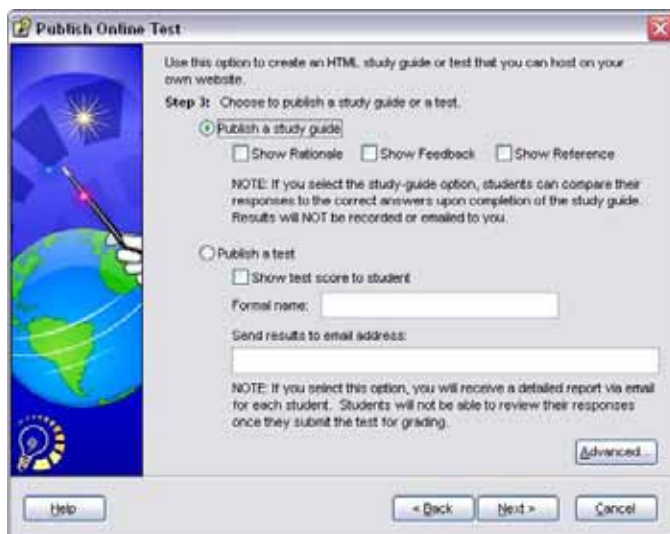 Publish Online Test
Use this option to create an HTML study guide or test that you can host on your
own website.
Step 3: Choose to publish a study guide or a test.
Publish a study guide
Show Rationale Show Feedback Show Reference
NOTE: If you select the study-guide option, students can compare their
responses to the correct answers upon completion of the study guide.
Results will NOT be recorded or emailed to you.
Publish a test
Show test score to student
Formal name:
Send results to email address:
NOTE: If you select this option, you will receive a detailed report via email
for each student. Students will not be able to review their responses
once they submit the test for grading.
Advanced...
Help
< Back
Next >
Cancel